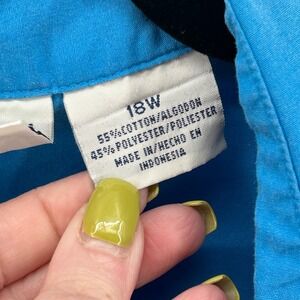 18W
55% COTTON/ALGODON
45% POLYESTER/POLIESTER
MADE IN/HECHO EN
INDONESIA